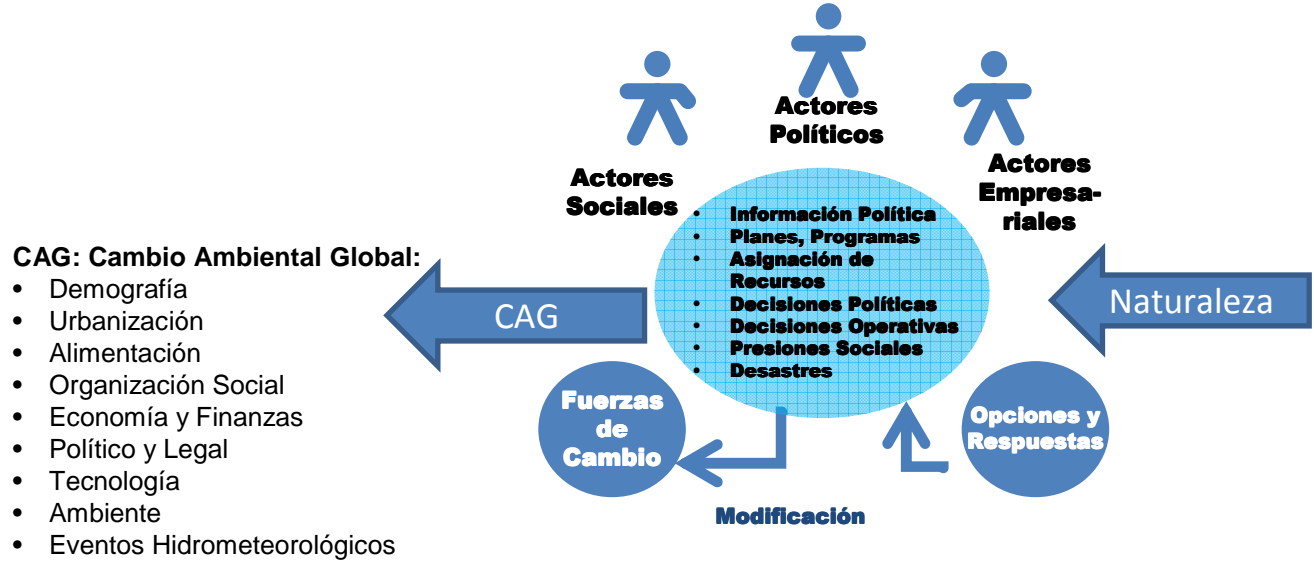 Actores
Políticos
Actores
Sociales
Actores
Empresa-
riales
• Información Política
• Planes, Programas
• Asignación de
Recursos
• Decisiones Políticas
• Decisiones Operativas
• Presiones Sociales
• Desastres
CAG: Cambio Ambiental Global:
• Demografía
• Urbanización
• Alimentación
• Organización Social
• Economía y Finanzas
• Político y Legal
• Tecnología
• Ambiente
• Eventos Hidrometeorológicos
CAG
Naturaleza
Fuerzas
de
Cambio
Opciones y
Respuestas
Modificación